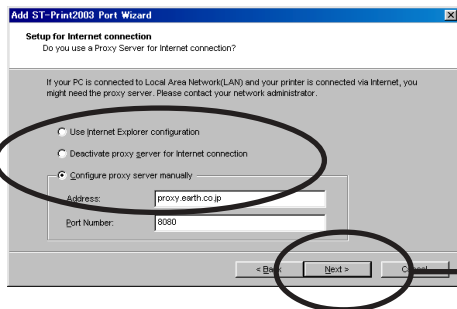 Add ST-Print2003 Port Wizard
Setup for Internet connection
Do you use a Proxy Server for Internet connection?
If your PC is connected to Local Area Network(LAN) and your printer is connected via Internet, you
might need the proxy server. Please contact your network administrator.
Use Internet Explorer configuration
Deactivate proxy server for Internet connection
Configure proxy server manually
Address: proxy.earth.co.jp
Port Number: 8080
< Back Next > Cancel